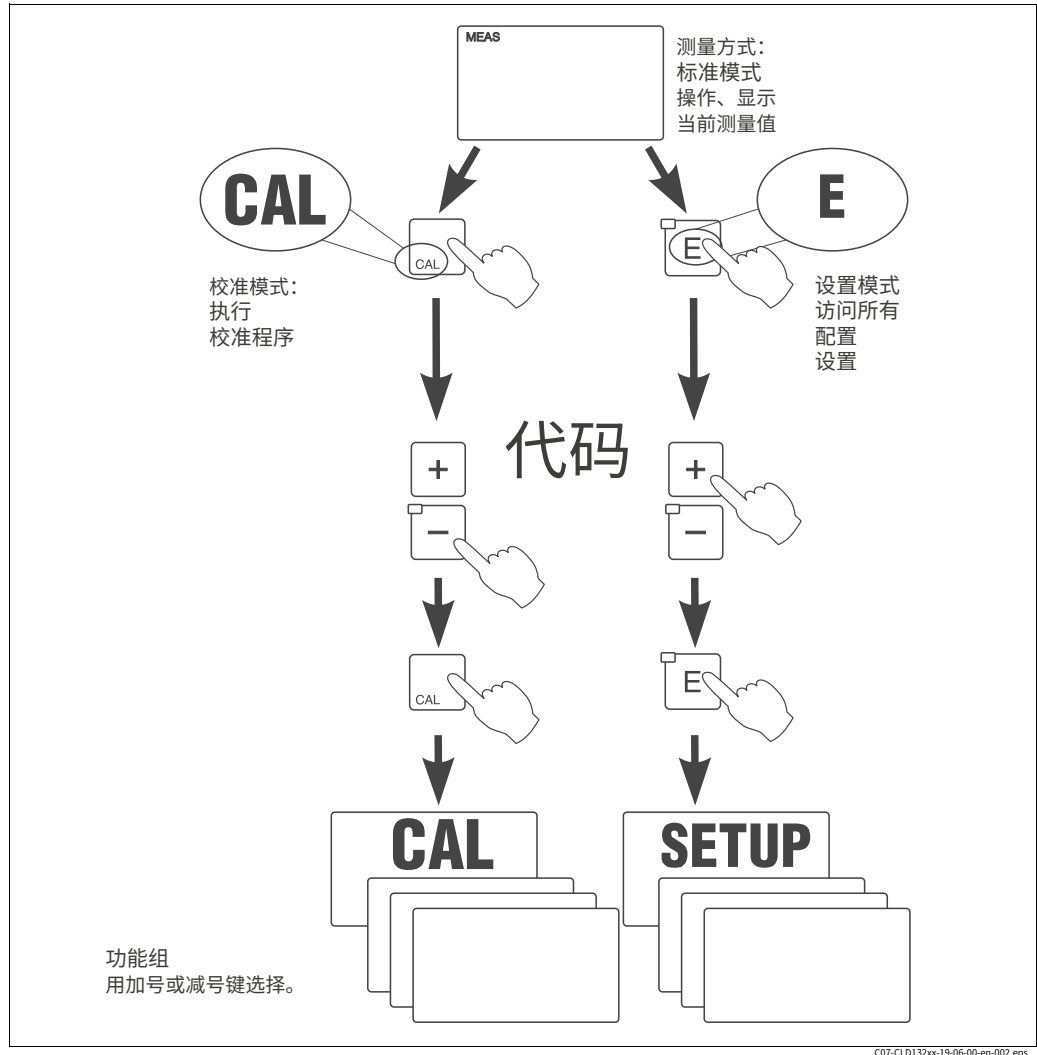 MEAS
测量方式：
标准模式
操作、显示
当前测量值
CAL
E
CAL
E
校准模式：
执行
校准程序
设置模式
访问所有
配置
设置
代码
+
+
−
−
CAL
E
CAL
SETUP
功能组
用加号或减号键选择。
C07-CLD132xx-19-06-00-en-002.eps